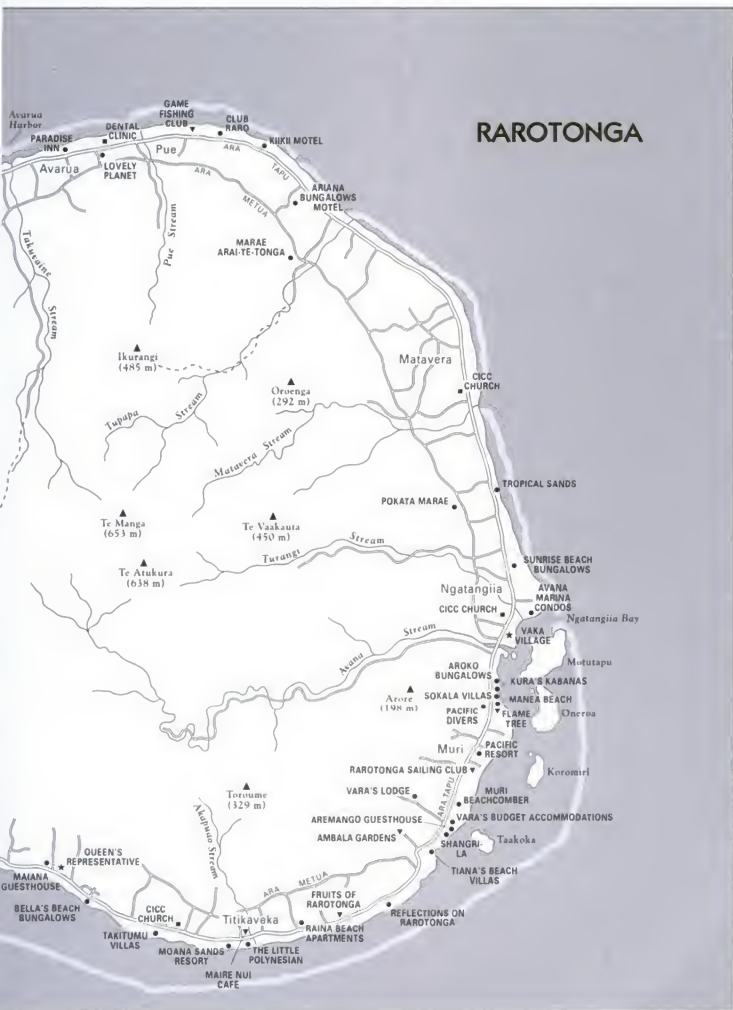 RAROTONGA
Avarua
Harbor
GAME
FISHING
CLUB
CLUB
RARO
DENTAL
CLINIC
PARADISE
INN
KIIKII MOTEL
Pue
ARA
TAPU
Avarua
LOVELY
PLANET
ARA
METUA
ARIANA
BUNGALOWS
MOTEL
Takuvaine
Stream
Pue Stream
MARAE
ARAI-TE-TONGA
Ikurangi
(485 m)
Matavera
Oroenga
(292 m)
CICC
CHURCH
Tupapa
Stream
Matavera Stream
TROPICAL SANDS
POKATA MARAE
Te Manga
(653 m)
Te Vaakauta
(450 m)
Turangi
Stream
Te Atukura
(638 m)
SUNRISE BEACH
BUNGALOWS
Ngatangiia
AVANA
MARINA
CONDOS
CICC CHURCH
Ngatangiia Bay
Avana
Stream
VAKA
VILLAGE
Motutapu
AROKO
BUNGALOWS
KURA'S KABANAS
SOKALA VILLAS
MANEA BEACH
Arore
(198 m)
PACIFIC
DIVERS
FLAME
TREE
Oneroa
Muri
PACIFIC
RESORT
RAROTONGA SAILING CLUB
Koromiri
Toroume
(329 m)
VARA'S LODGE
ARA TAPU
MURI
BEACHCOMBER
AREMANGO GUESTHOUSE
VARA'S BUDGET ACCOMMODATIONS
AMBALA GARDENS
SHANGRI-
LA
Taakoka
Akapuao Stream
TIANA'S BEACH
VILLAS
QUEEN'S
REPRESENTATIVE
MAIANA
GUESTHOUSE
ARA METUA
FRUITS OF
RAROTONGA
BELLA'S BEACH
BUNGALOWS
CICC
CHURCH
Titikaveka
REFLECTIONS ON
RAROTONGA
TAKITUMU
VILLAS
RAINA BEACH
APARTMENTS
MOANA SANDS
RESORT
THE LITTLE
POLYNESIAN
MAIRE NUI
CAFE